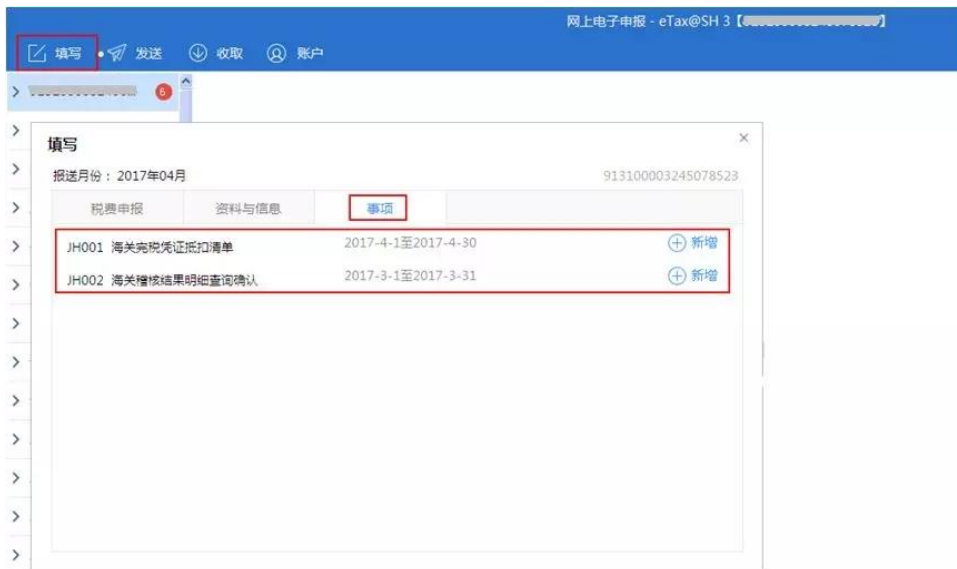 网上电子申报 - eTax@SH 3【
】
填写 发送 收取 账户
6
填写
报送月份： 2017年04月 913100003245078523
税费申报 资料与信息 事项
JH001 海关完税凭证抵扣清单 2017-4-1至2017-4-30 新增
JH002 海关稽核结果明细查询确认 2017-3-1至2017-3-31 新增